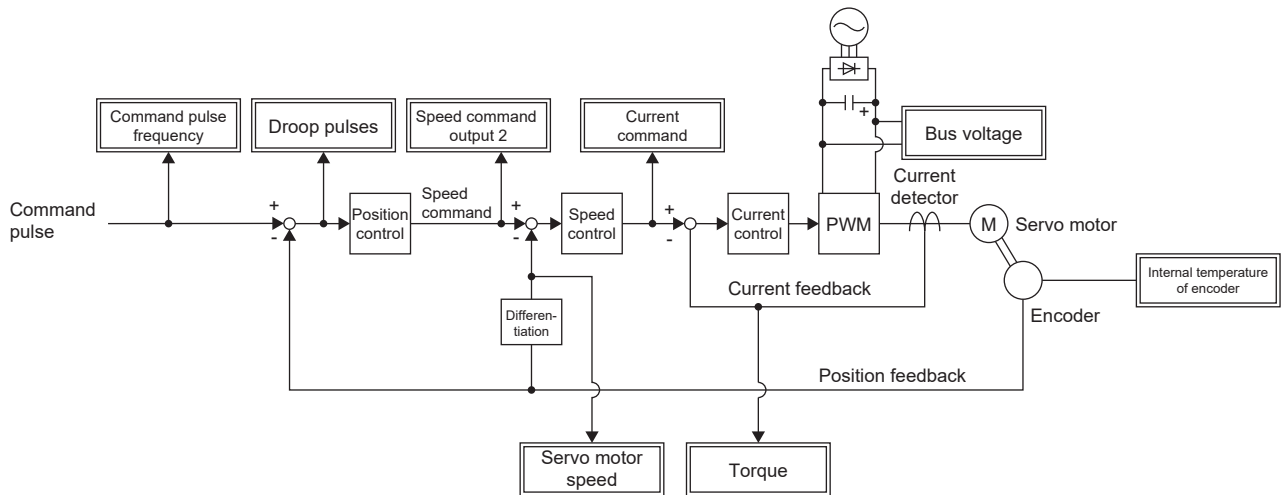 Command pulse
frequency
Droop pulses
Speed command
output 2
Current
command
Bus voltage
+
Current
detector
Command
pulse
+
-
Position
control
Speed
command
+
-
Speed
control
+
-
Current
control
PWM
M
Servo motor
Internal temperature
of encoder
Current feedback
Encoder
Differen-
tiation
Position feedback
Servo motor
speed
Torque